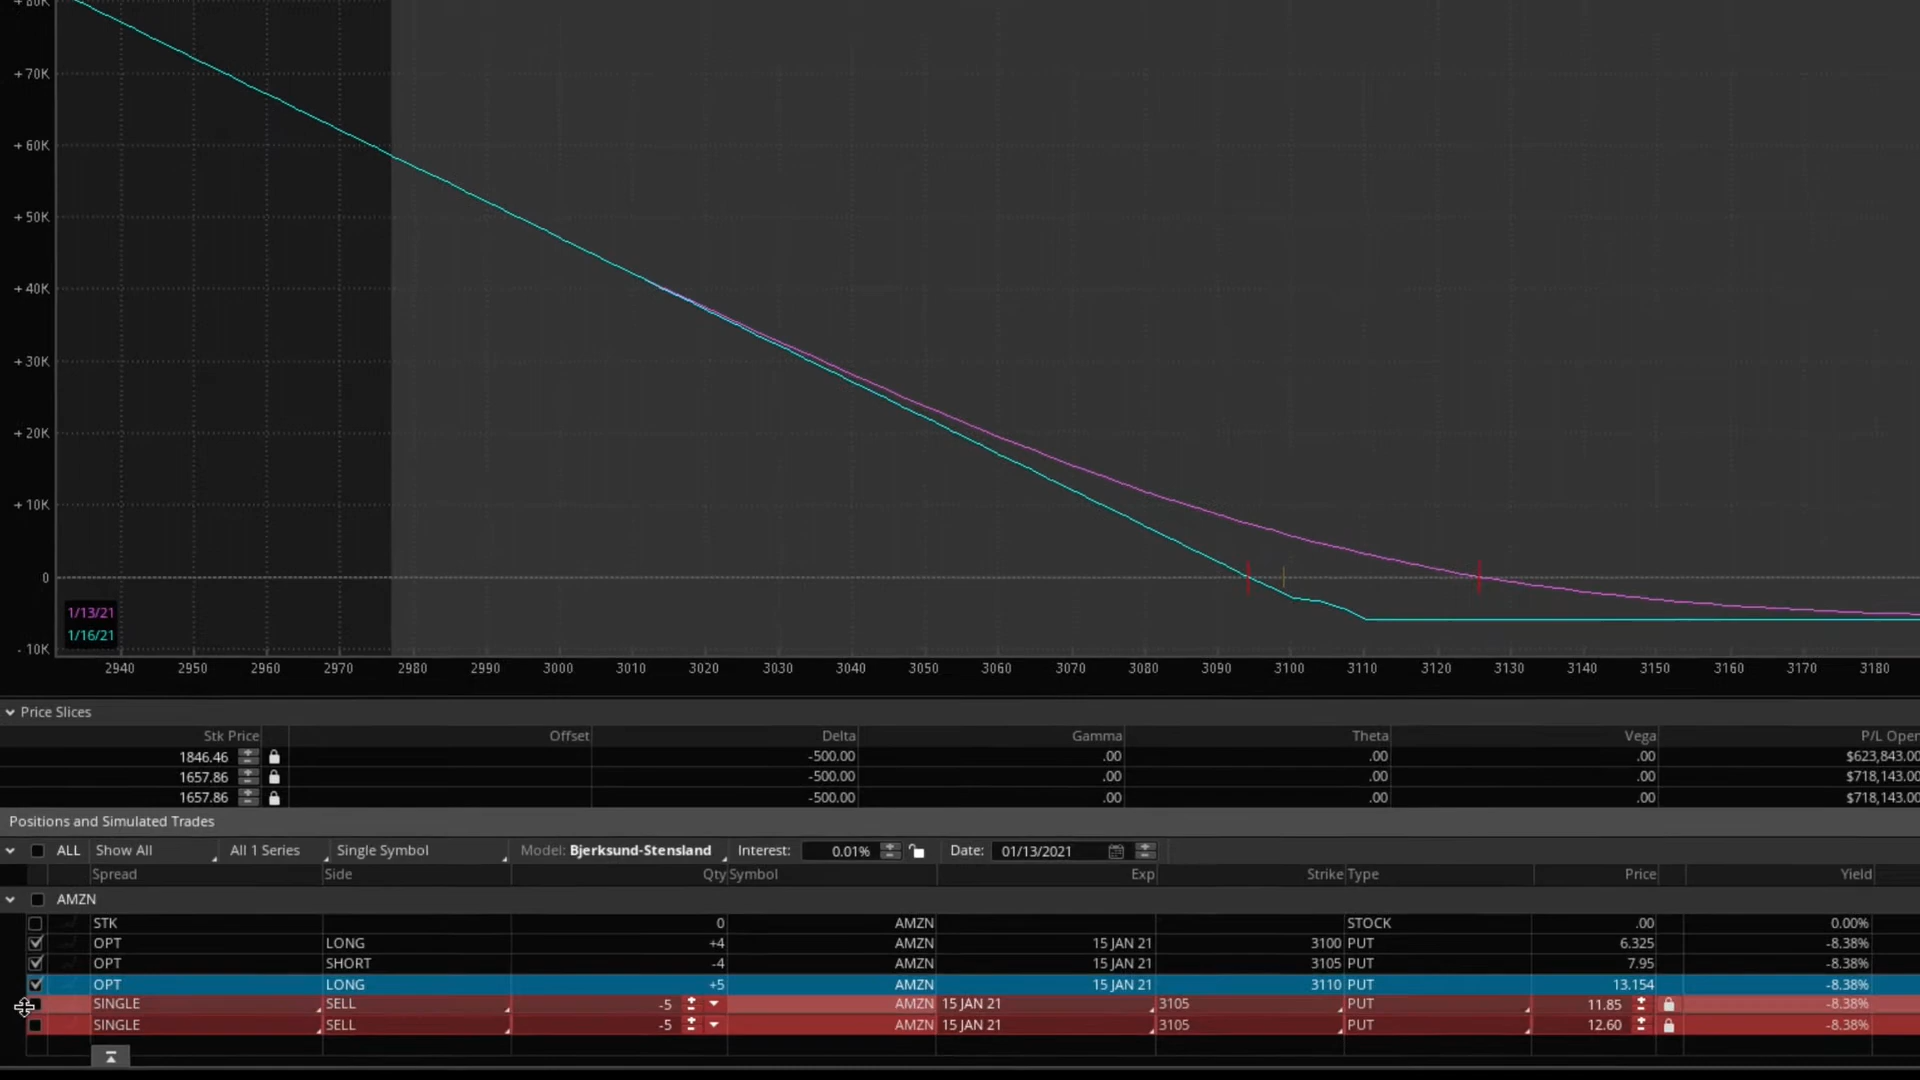 +80K
+70K
+60K
+50K
+40K
+30K
+20K
+10K
0
1/13/21
1/16/21
- 10K
2940 2950 2960 2970 2980 2990 3000 3010 3020 3030 3040 3050 3060 3070 3080 3090 3100 3110 3120 3130 3140 3150 3160 3170 3180
Price Slices
Stk Price Offset Delta Gamma Theta Vega P/L Open
1846.46 -500.00 .00 .00 .00 $623,843.00
1657.86 -500.00 .00 .00 .00 $718,143.00
1657.86 -500.00 .00 .00 .00 $718,143.00
Positions and Simulated Trades
ALL Show All All 1 Series Single Symbol Model: Bjerksund-Stensland Interest: 0.01% Date: 01/13/2021
Spread Side Qty Symbol Exp Strike Type Price Yield
AMZN
STK 0 AMZN STOCK .00 0.00%
OPT LONG +4 AMZN 15 JAN 21 3100 PUT 6.325 -8.38%
OPT SHORT -4 AMZN 15 JAN 21 3105 PUT 7.95 -8.38%
OPT LONG +5 AMZN 15 JAN 21 3110 PUT 13.154 -8.38%
SINGLE SELL -5 AMZN 15 JAN 21 3105 PUT 11.85 -8.38%
SINGLE SELL -5 AMZN 15 JAN 21 3105 PUT 12.60 -8.38%